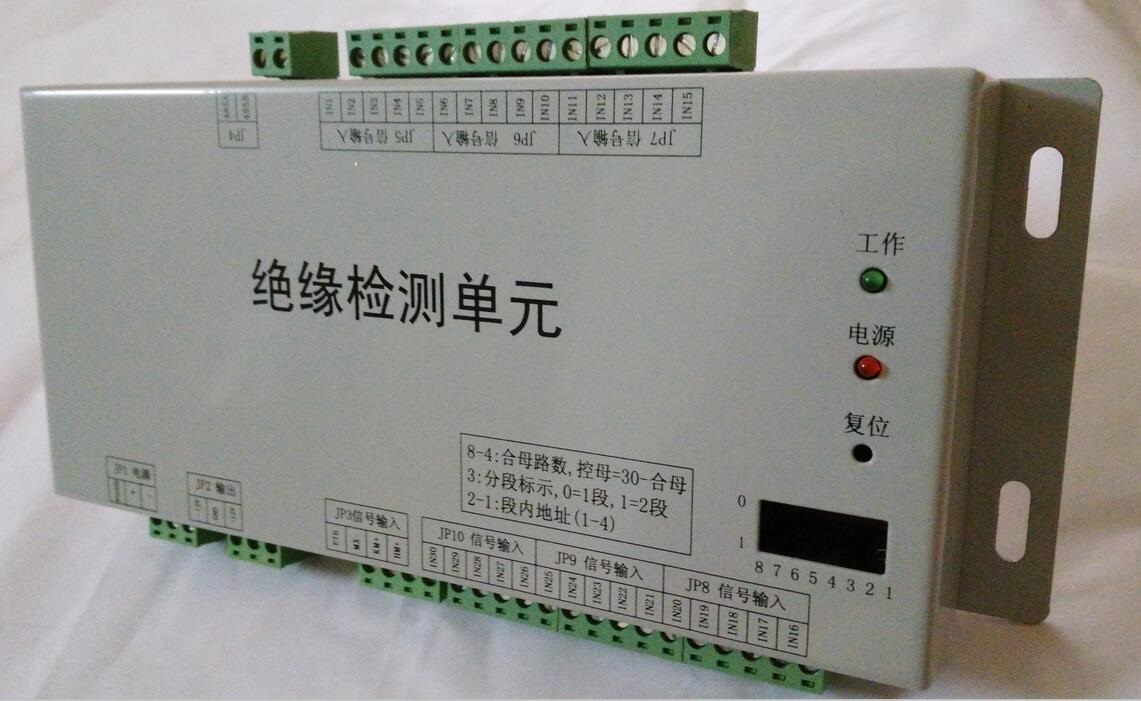 485A 485B
JP4
IN1 IN2 IN3 IN4 IN5 IN6 IN7 IN8 IN9 IN10 IN11 IN12 IN13 IN14 IN15
JP5 信号输入 JP6 信号输入 JP7 信号输入
工作
电源
复位
绝缘检测单元
8-4:合母路数,控母=30-合母
3:分段标示,0=1段,1=2段
2-1:段内地址(1-4)
0
1
8 7 6 5 4 3 2 1
JP1 电源
+ -
JP2 输出
JP3信号输入
MX KM+ HM+
JP10 信号输入 JP9 信号输入 JP8 信号输入
IN30 IN29 IN28 IN27 IN26 IN25 IN24 IN23 IN22 IN21 IN20 IN19 IN18 IN17 IN16